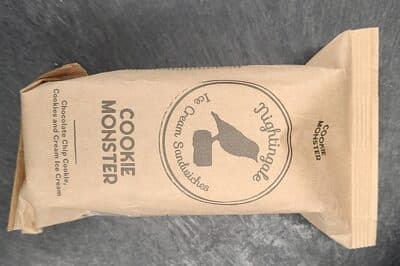 COOKIE
MONSTER
Nightingale
Ice Cream Sandwiches
COOKIE
MONSTER
Chocolate Chip Cookie,
Cookies and Cream Ice Cream